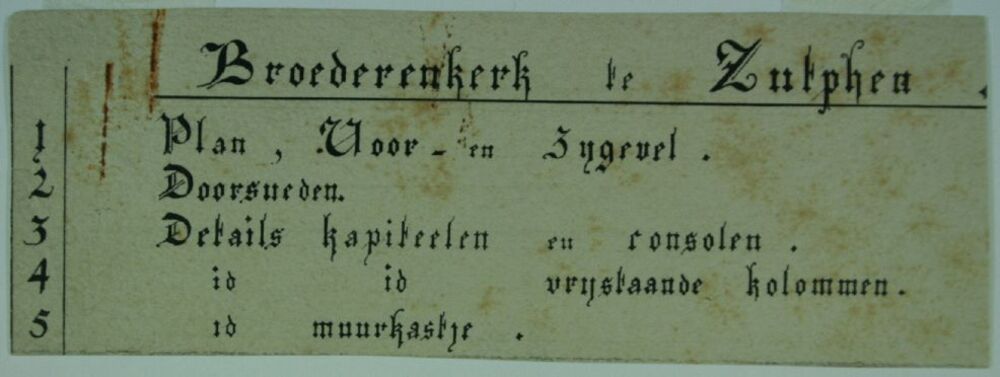 Broederenkerk te Zutphen.
1 Plan, Voor- en Zygevel.
2 Doorsneden.
3 Details kapiteelen en consolen.
4 id id vrystaande kolommen.
5 id muurkastje.